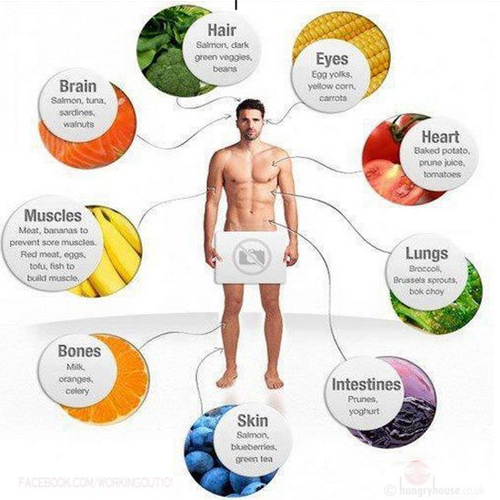 Hair
Salmon, dark
green veggies,
beans
Eyes
Egg yolks,
yellow corn,
carrots
Brain
Salmon, tuna,
sardines,
walnuts
Heart
Baked potato,
prune juice,
tomatoes
Muscles
Meat, bananas to
prevent sore muscles.
Red meat, eggs,
tofu, fish to
build muscle.
Lungs
Broccoli,
Brussels sprouts,
bok choy
Bones
Milk,
oranges,
celery
Intestines
Prunes,
yoghurt
Skin
Salmon,
blueberries,
green tea
FACEBOOK.COM/WORKINGOUT101
© hungryhouse.co.uk